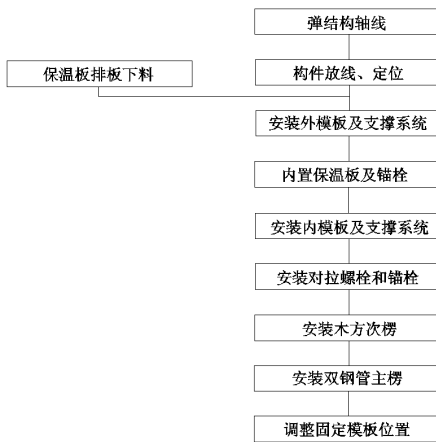 弹结构轴线
保温板排板下料
构件放线、定位
安装外模板及支撑系统
内置保温板及锚栓
安装内模板及支撑系统
安装对拉螺栓和锚栓
安装木方次楞
安装双钢管主楞
调整固定模板位置